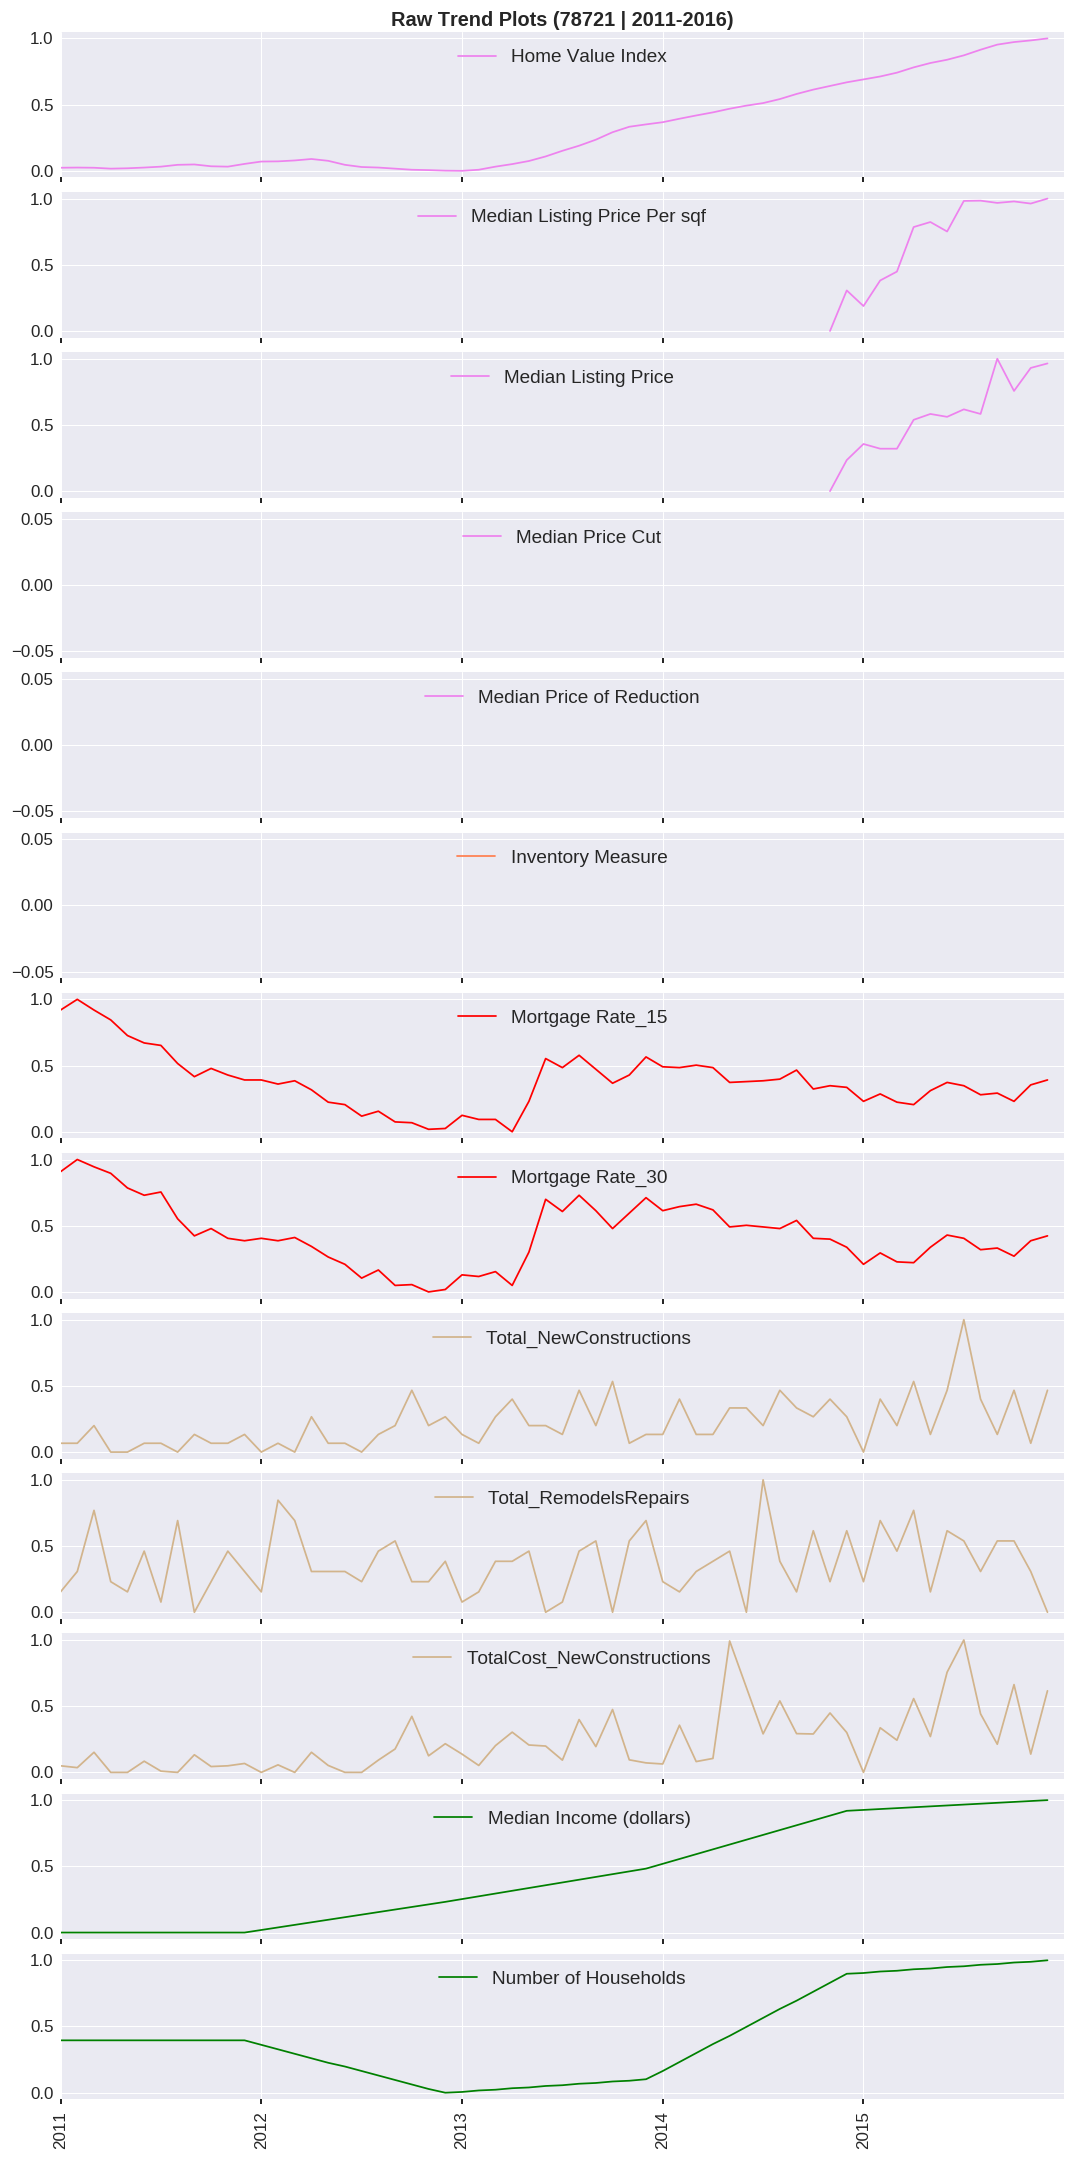 Raw Trend Plots (78721 | 2011-2016)
1.0
Home Value Index
0.5
0.0
1.0
Median Listing Price Per sqf
0.5
0.0
1.0
Median Listing Price
0.5
0.0
0.05
Median Price Cut
0.00
−0.05
0.05
Median Price of Reduction
0.00
−0.05
0.05
Inventory Measure
0.00
−0.05
1.0
Mortgage Rate_15
0.5
0.0
1.0
Mortgage Rate_30
0.5
0.0
1.0
Total_NewConstructions
0.5
0.0
1.0
Total_RemodelsRepairs
0.5
0.0
1.0
TotalCost_NewConstructions
0.5
0.0
1.0
Median Income (dollars)
0.5
0.0
1.0
Number of Households
0.5
0.0
2011 2012 2013 2014 2015